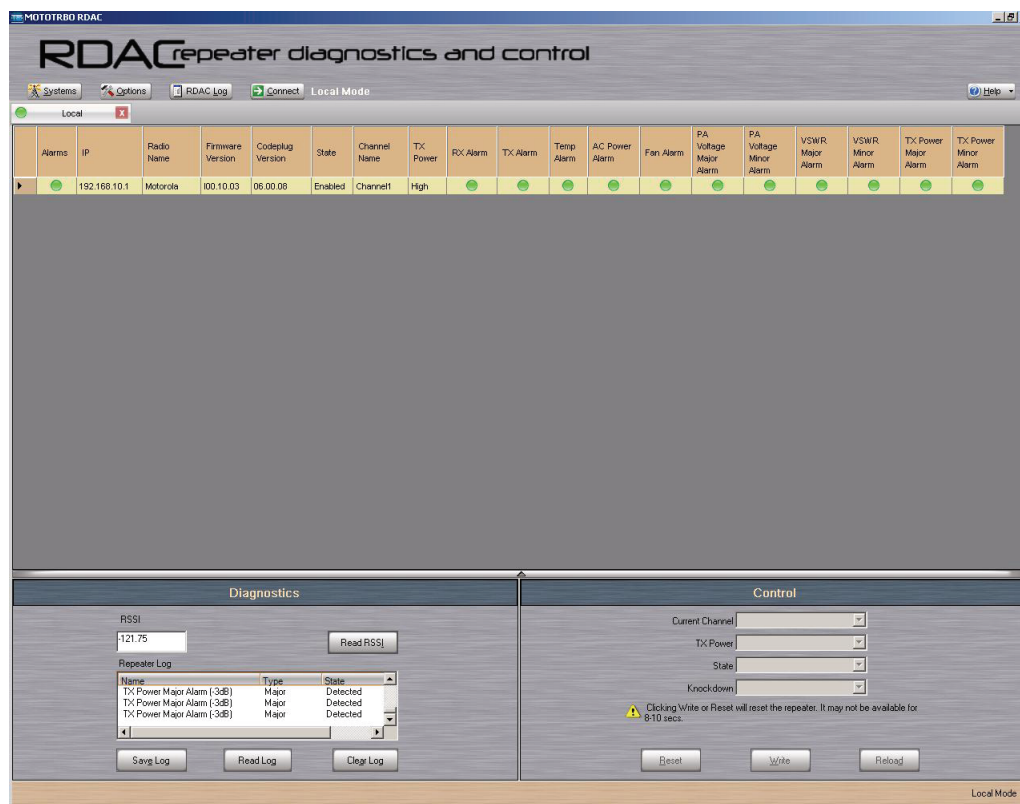 MOTOTRBO RDAC
RDAC repeater diagnostics and control
Systems Options RDAC Log Connect Local Mode Help
Local X
Alarms IP Radio Name Firmware Version Codeplug Version State Channel Name TX Power RX Alarm TX Alarm Temp Alarm AC Power Alarm Fan Alarm PA Voltage Major Alarm PA Voltage Minor Alarm VSWR Major Alarm VSWR Minor Alarm TX Power Major Alarm TX Power Minor Alarm
192.168.10.1 Motorola I00.10.03 06.00.08 Enabled Channel1 High
Diagnostics
RSSI
-121.75 Read RSSI
Repeater Log
Name Type State
TX Power Major Alarm (-3dB) Major Detected
TX Power Major Alarm (-3dB) Major Detected
TX Power Major Alarm (-3dB) Major Detected
Save Log Read Log Clear Log
Control
Current Channel
TX Power
State
Knockdown
Clicking Write or Reset will reset the repeater. It may not be available for
8-10 secs.
Reset Write Reload
Local Mode